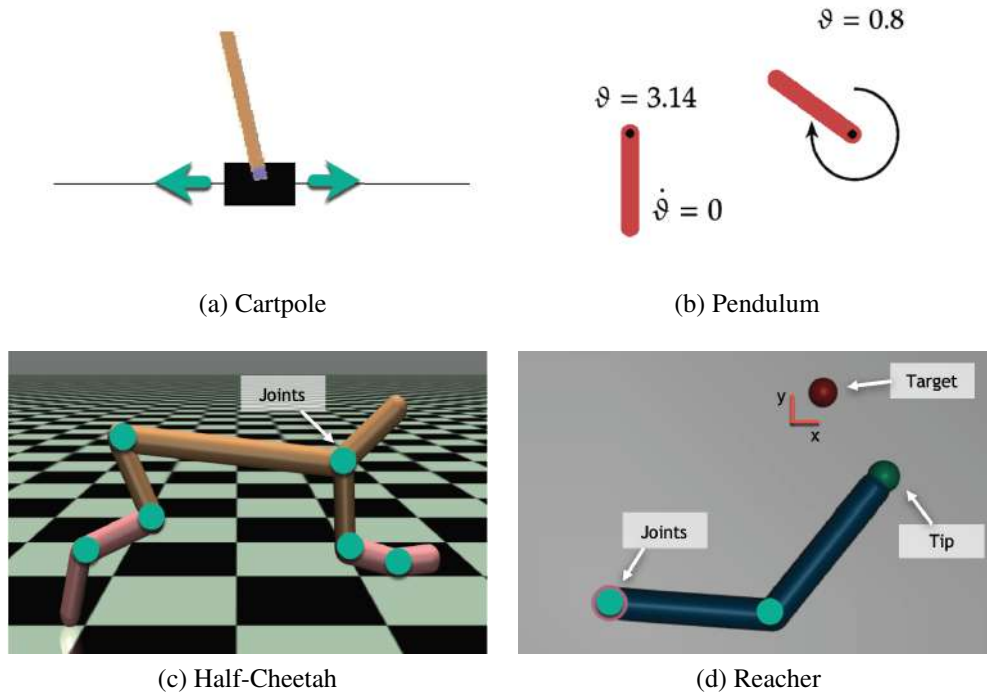 ϑ = 0.8
ϑ = 3.14
ϑ̇ = 0
(a) Cartpole
(b) Pendulum
Joints
Target
y
x
Joints
Tip
(c) Half-Cheetah
(d) Reacher